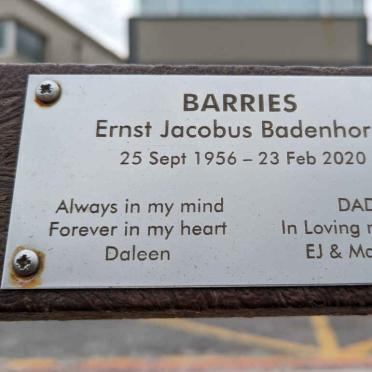 BARRIES
Ernst Jacobus
25 Sept 1956 – 23 Feb 2020
Always in my mind
Forever in my heart
Daleen
DAD
In Loving
EJ &